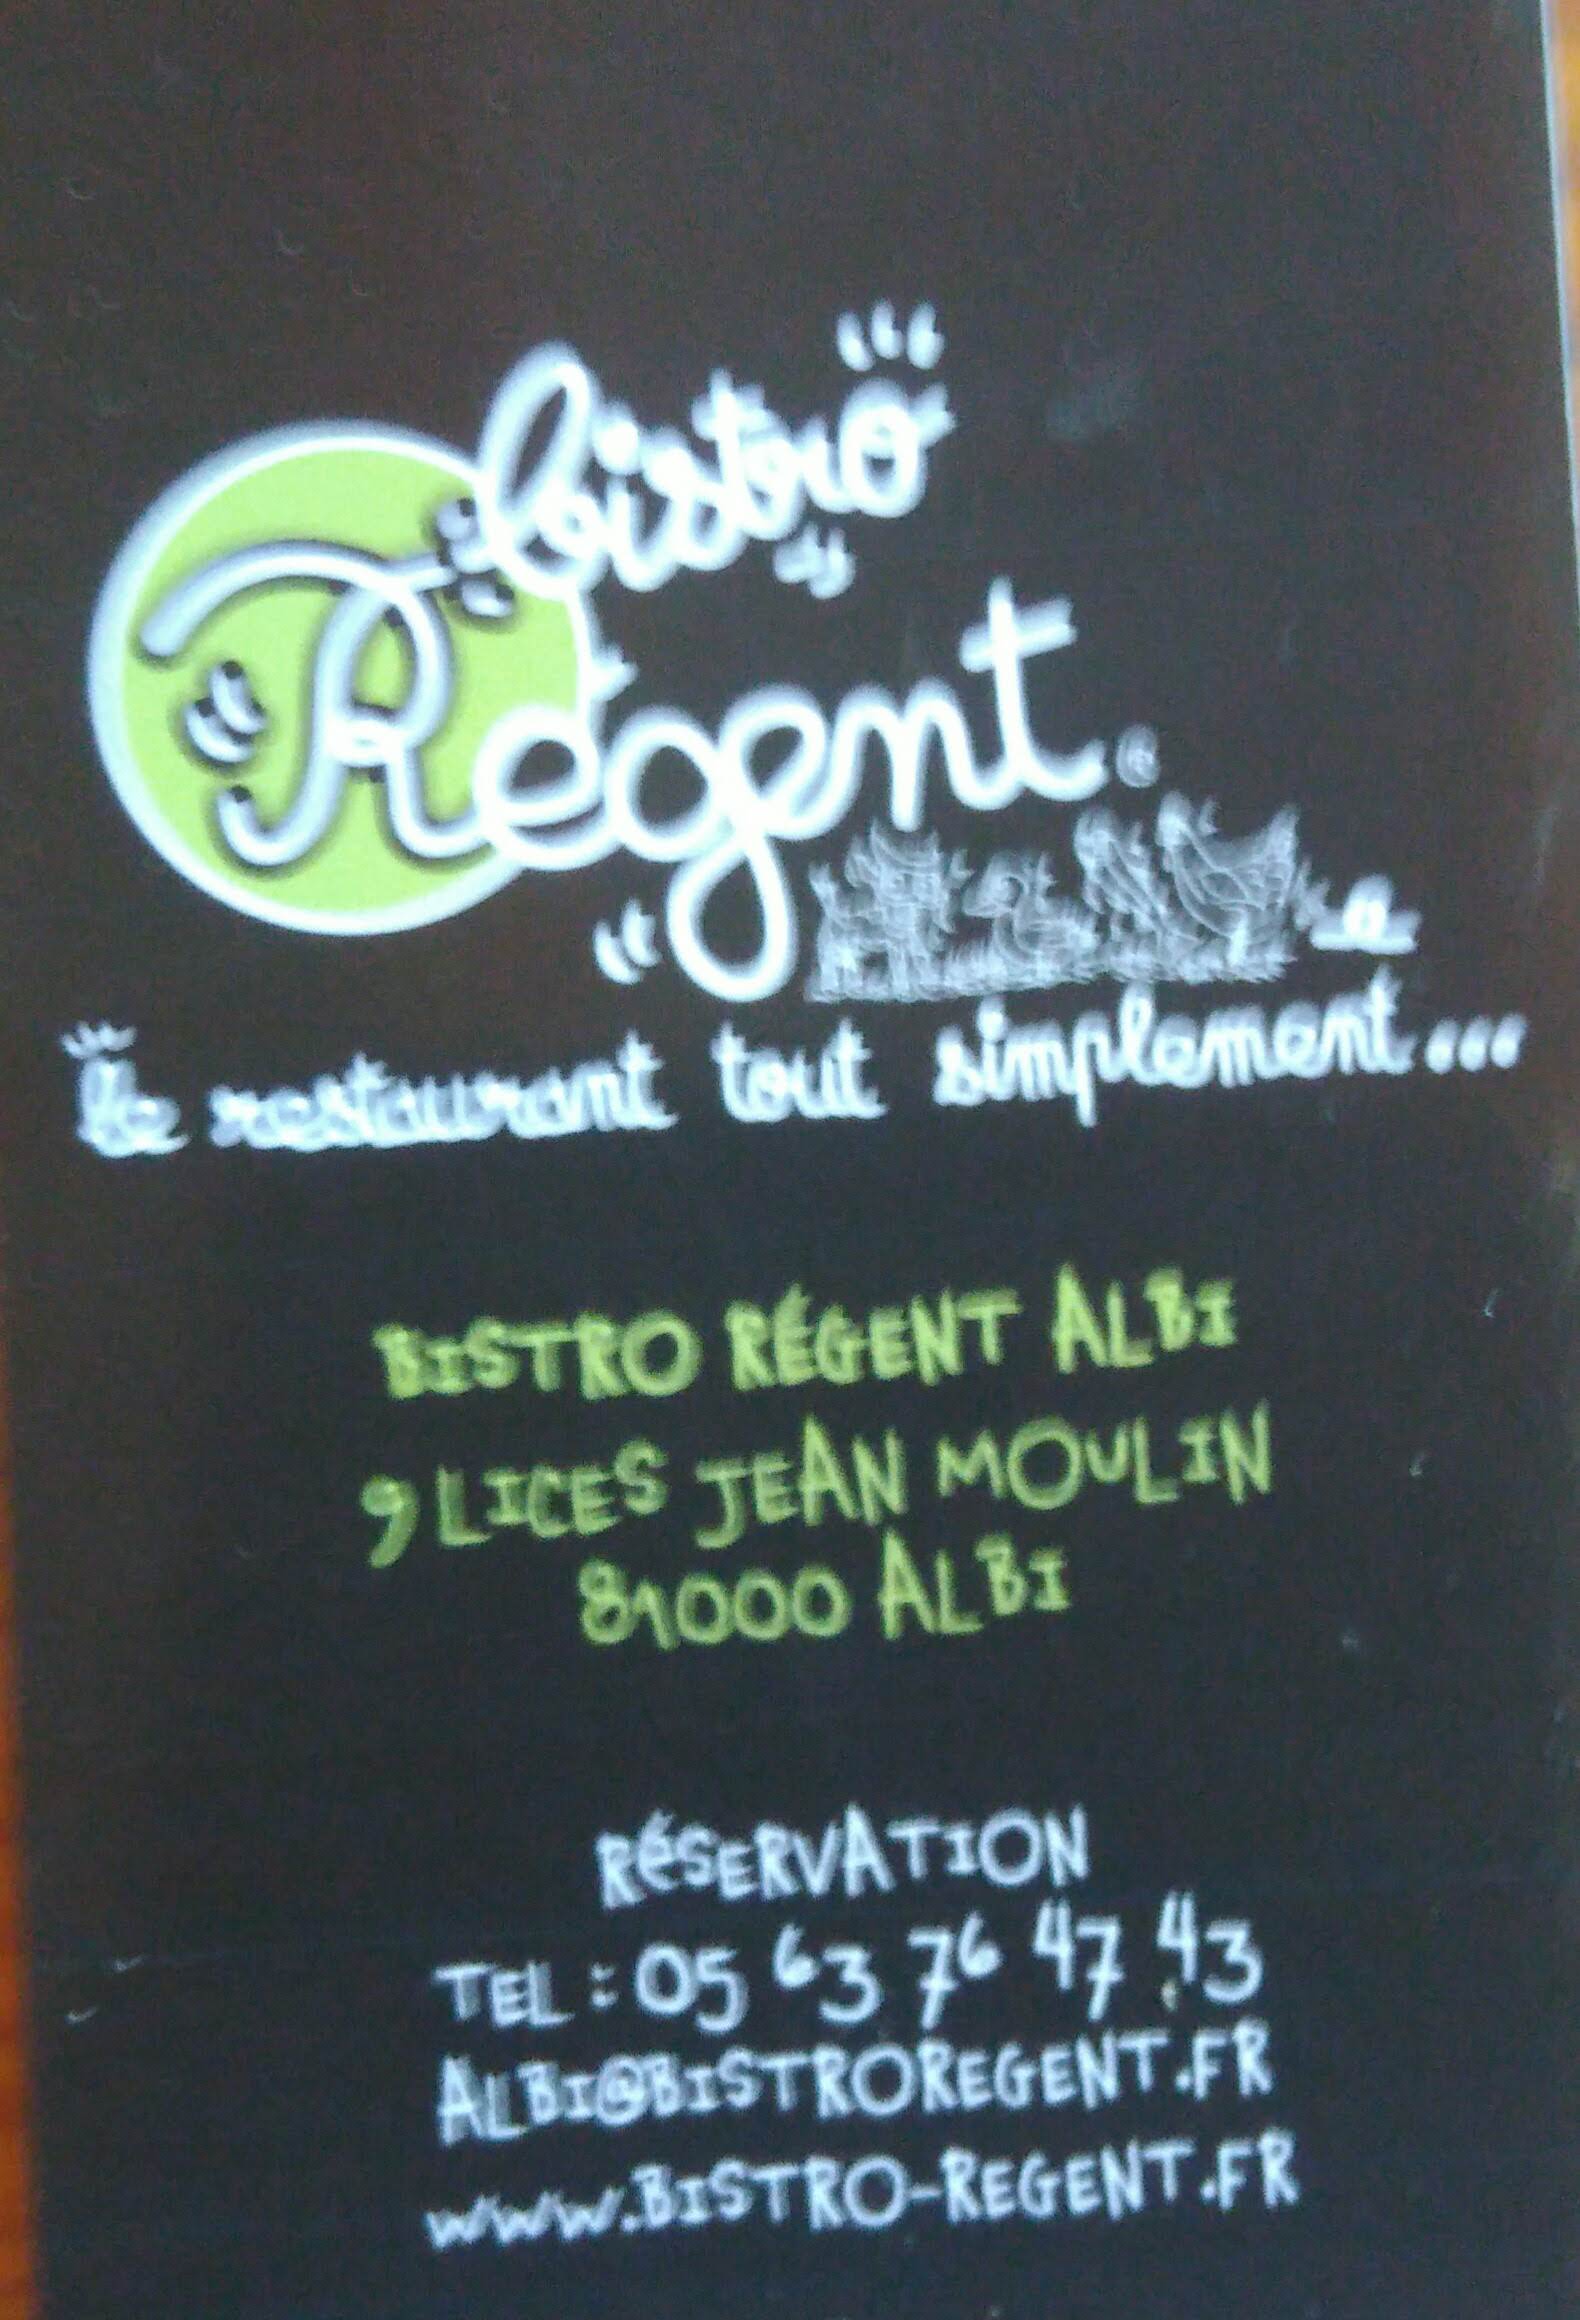 bistro
Régent
le restaurant tout simplement...
BISTRO RÉGENT ALBI
9 LICES JEAN MOULIN
81000 ALBI
RÉSERVATION
TEL : 05 63 76 47 43
ALBI@BISTROREGENT.FR
WWW.BISTRO-REGENT.FR